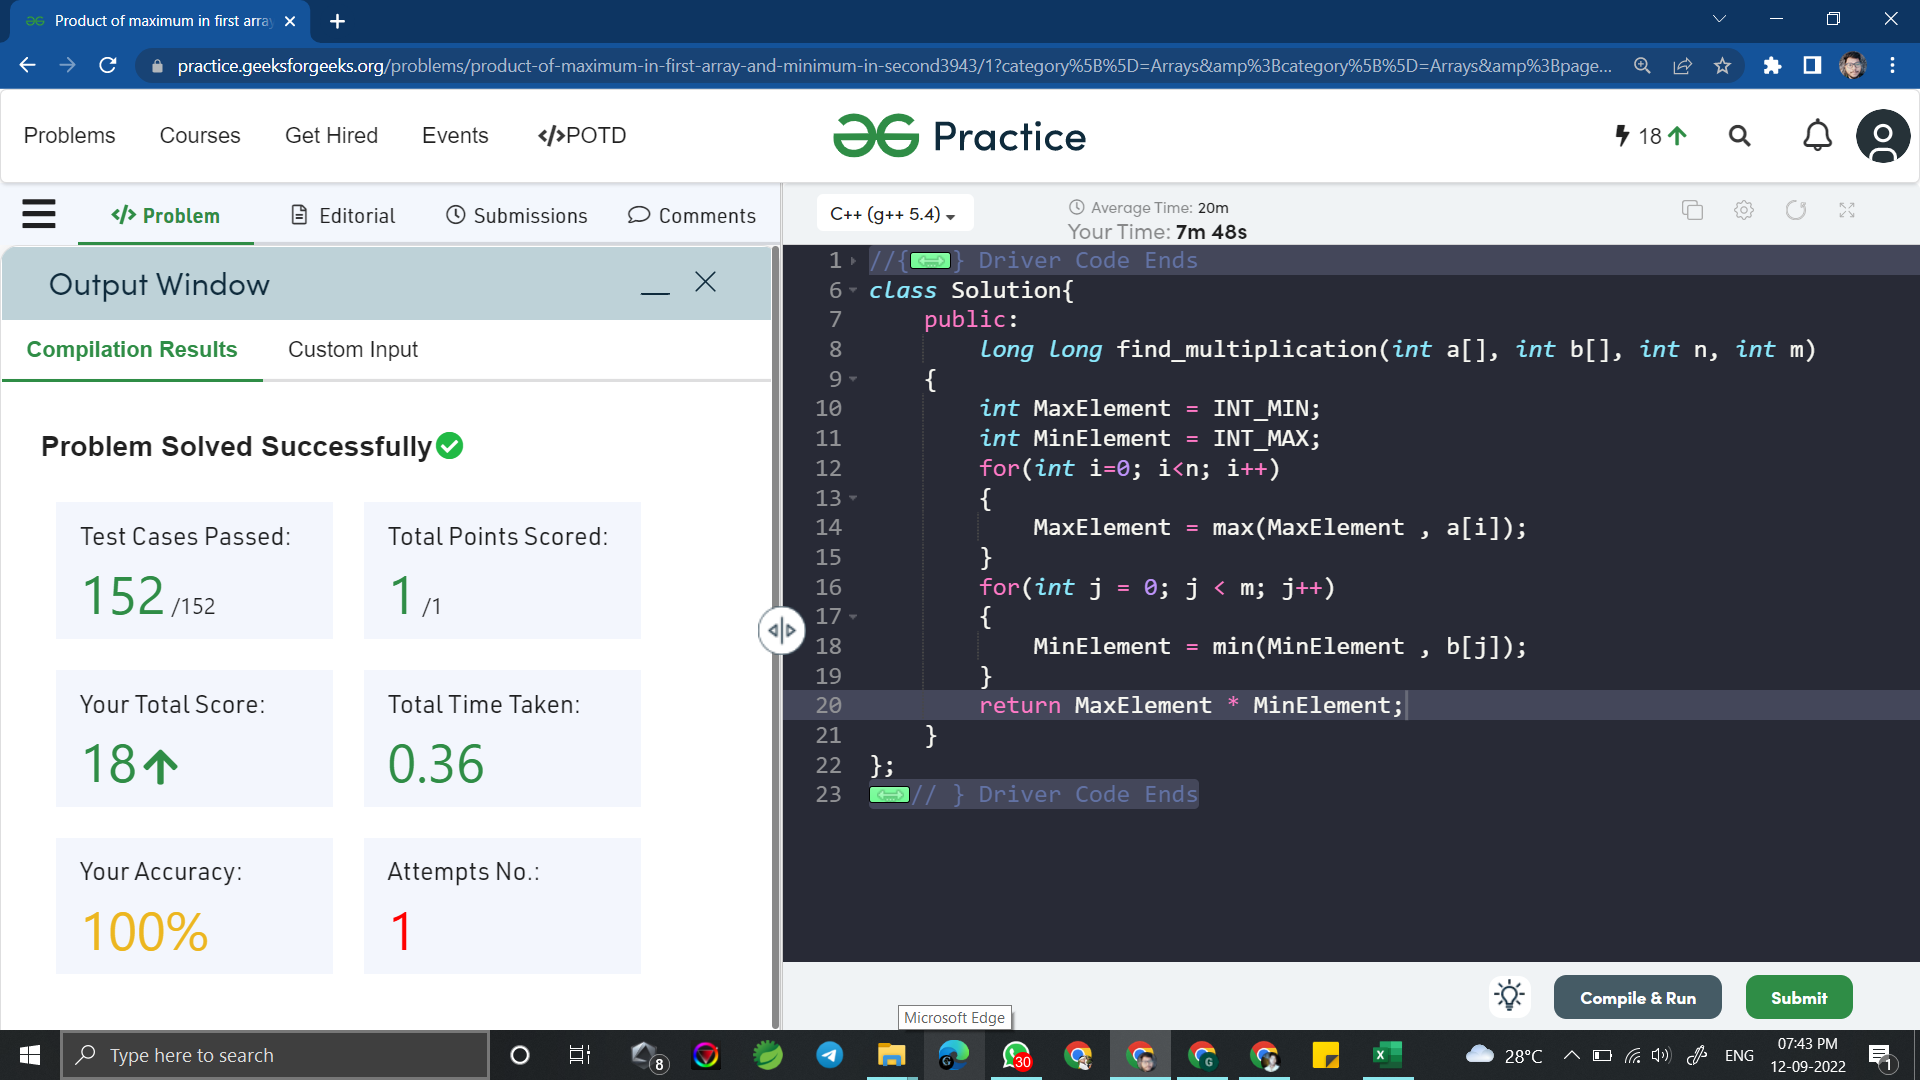 Product of maximum in first arra
practice.geeksforgeeks.org/problems/product-of-maximum-in-first-array-and-minimum-in-second3943/1?category%5B%5D=Arrays&amp%3Bcategory%5B%5D=Arrays&amp%3Bpage...
Problems Courses Get Hired Events </>POTD
Practice
18
</> Problem Editorial Submissions Comments
C++ (g++ 5.4)
Average Time: 20m
Your Time: 7m 48s
Output Window
Compilation Results Custom Input
Problem Solved Successfully
Test Cases Passed:
152 /152
Total Points Scored:
1 /1
Your Total Score:
18
Total Time Taken:
0.36
Your Accuracy:
100%
Attempts No.:
1
1 //{ } Driver Code Ends
6 class Solution{
7 public:
8 long long find_multiplication(int a[], int b[], int n, int m)
9 {
10 int MaxElement = INT_MIN;
11 int MinElement = INT_MAX;
12 for(int i=0; i<n; i++)
13 {
14 MaxElement = max(MaxElement , a[i]);
15 }
16 for(int j = 0; j < m; j++)
17 {
18 MinElement = min(MinElement , b[j]);
19 }
20 return MaxElement * MinElement;
21 }
22 };
23 // } Driver Code Ends
Compile & Run Submit
Microsoft Edge
Type here to search
8
30
G
28°C
ENG
07:43 PM
12-09-2022
1